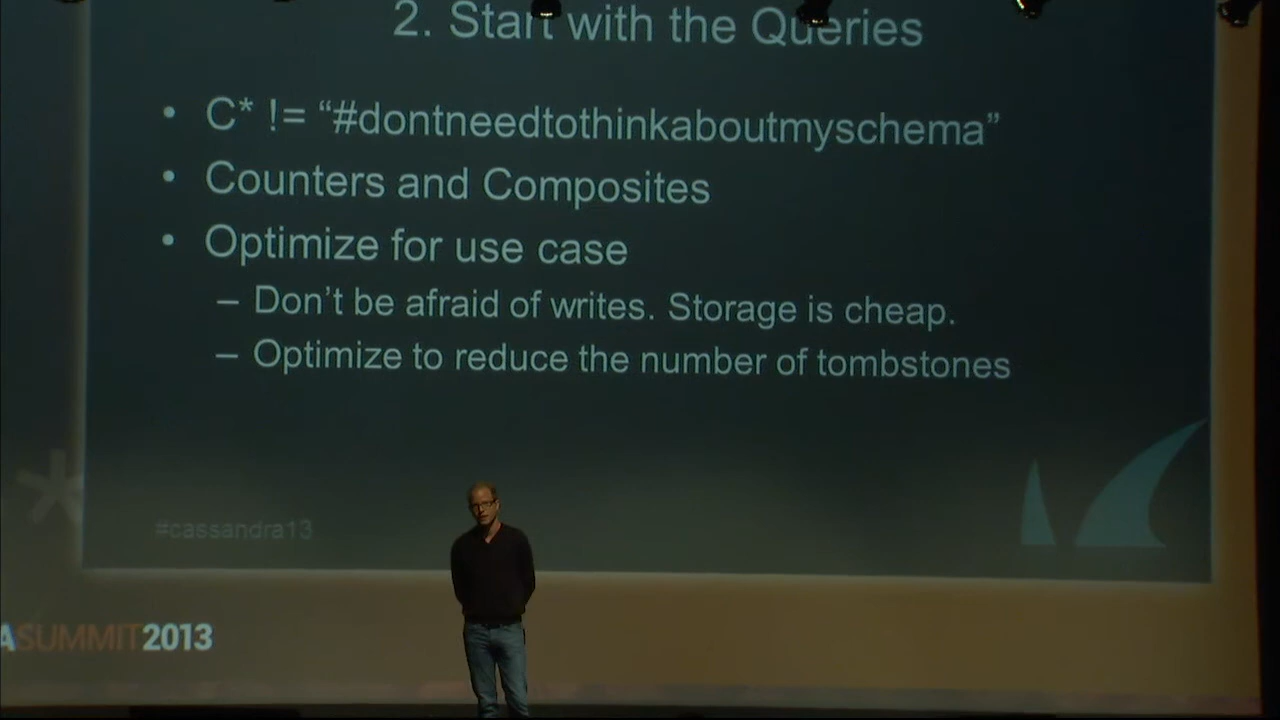 2. Start with the Queries
• C* != “#dontneedtothinkaboutmyschema”
• Counters and Composites
• Optimize for use case
– Don’t be afraid of writes. Storage is cheap.
– Optimize to reduce the number of tombstones
#cassandra13
A SUMMIT2013